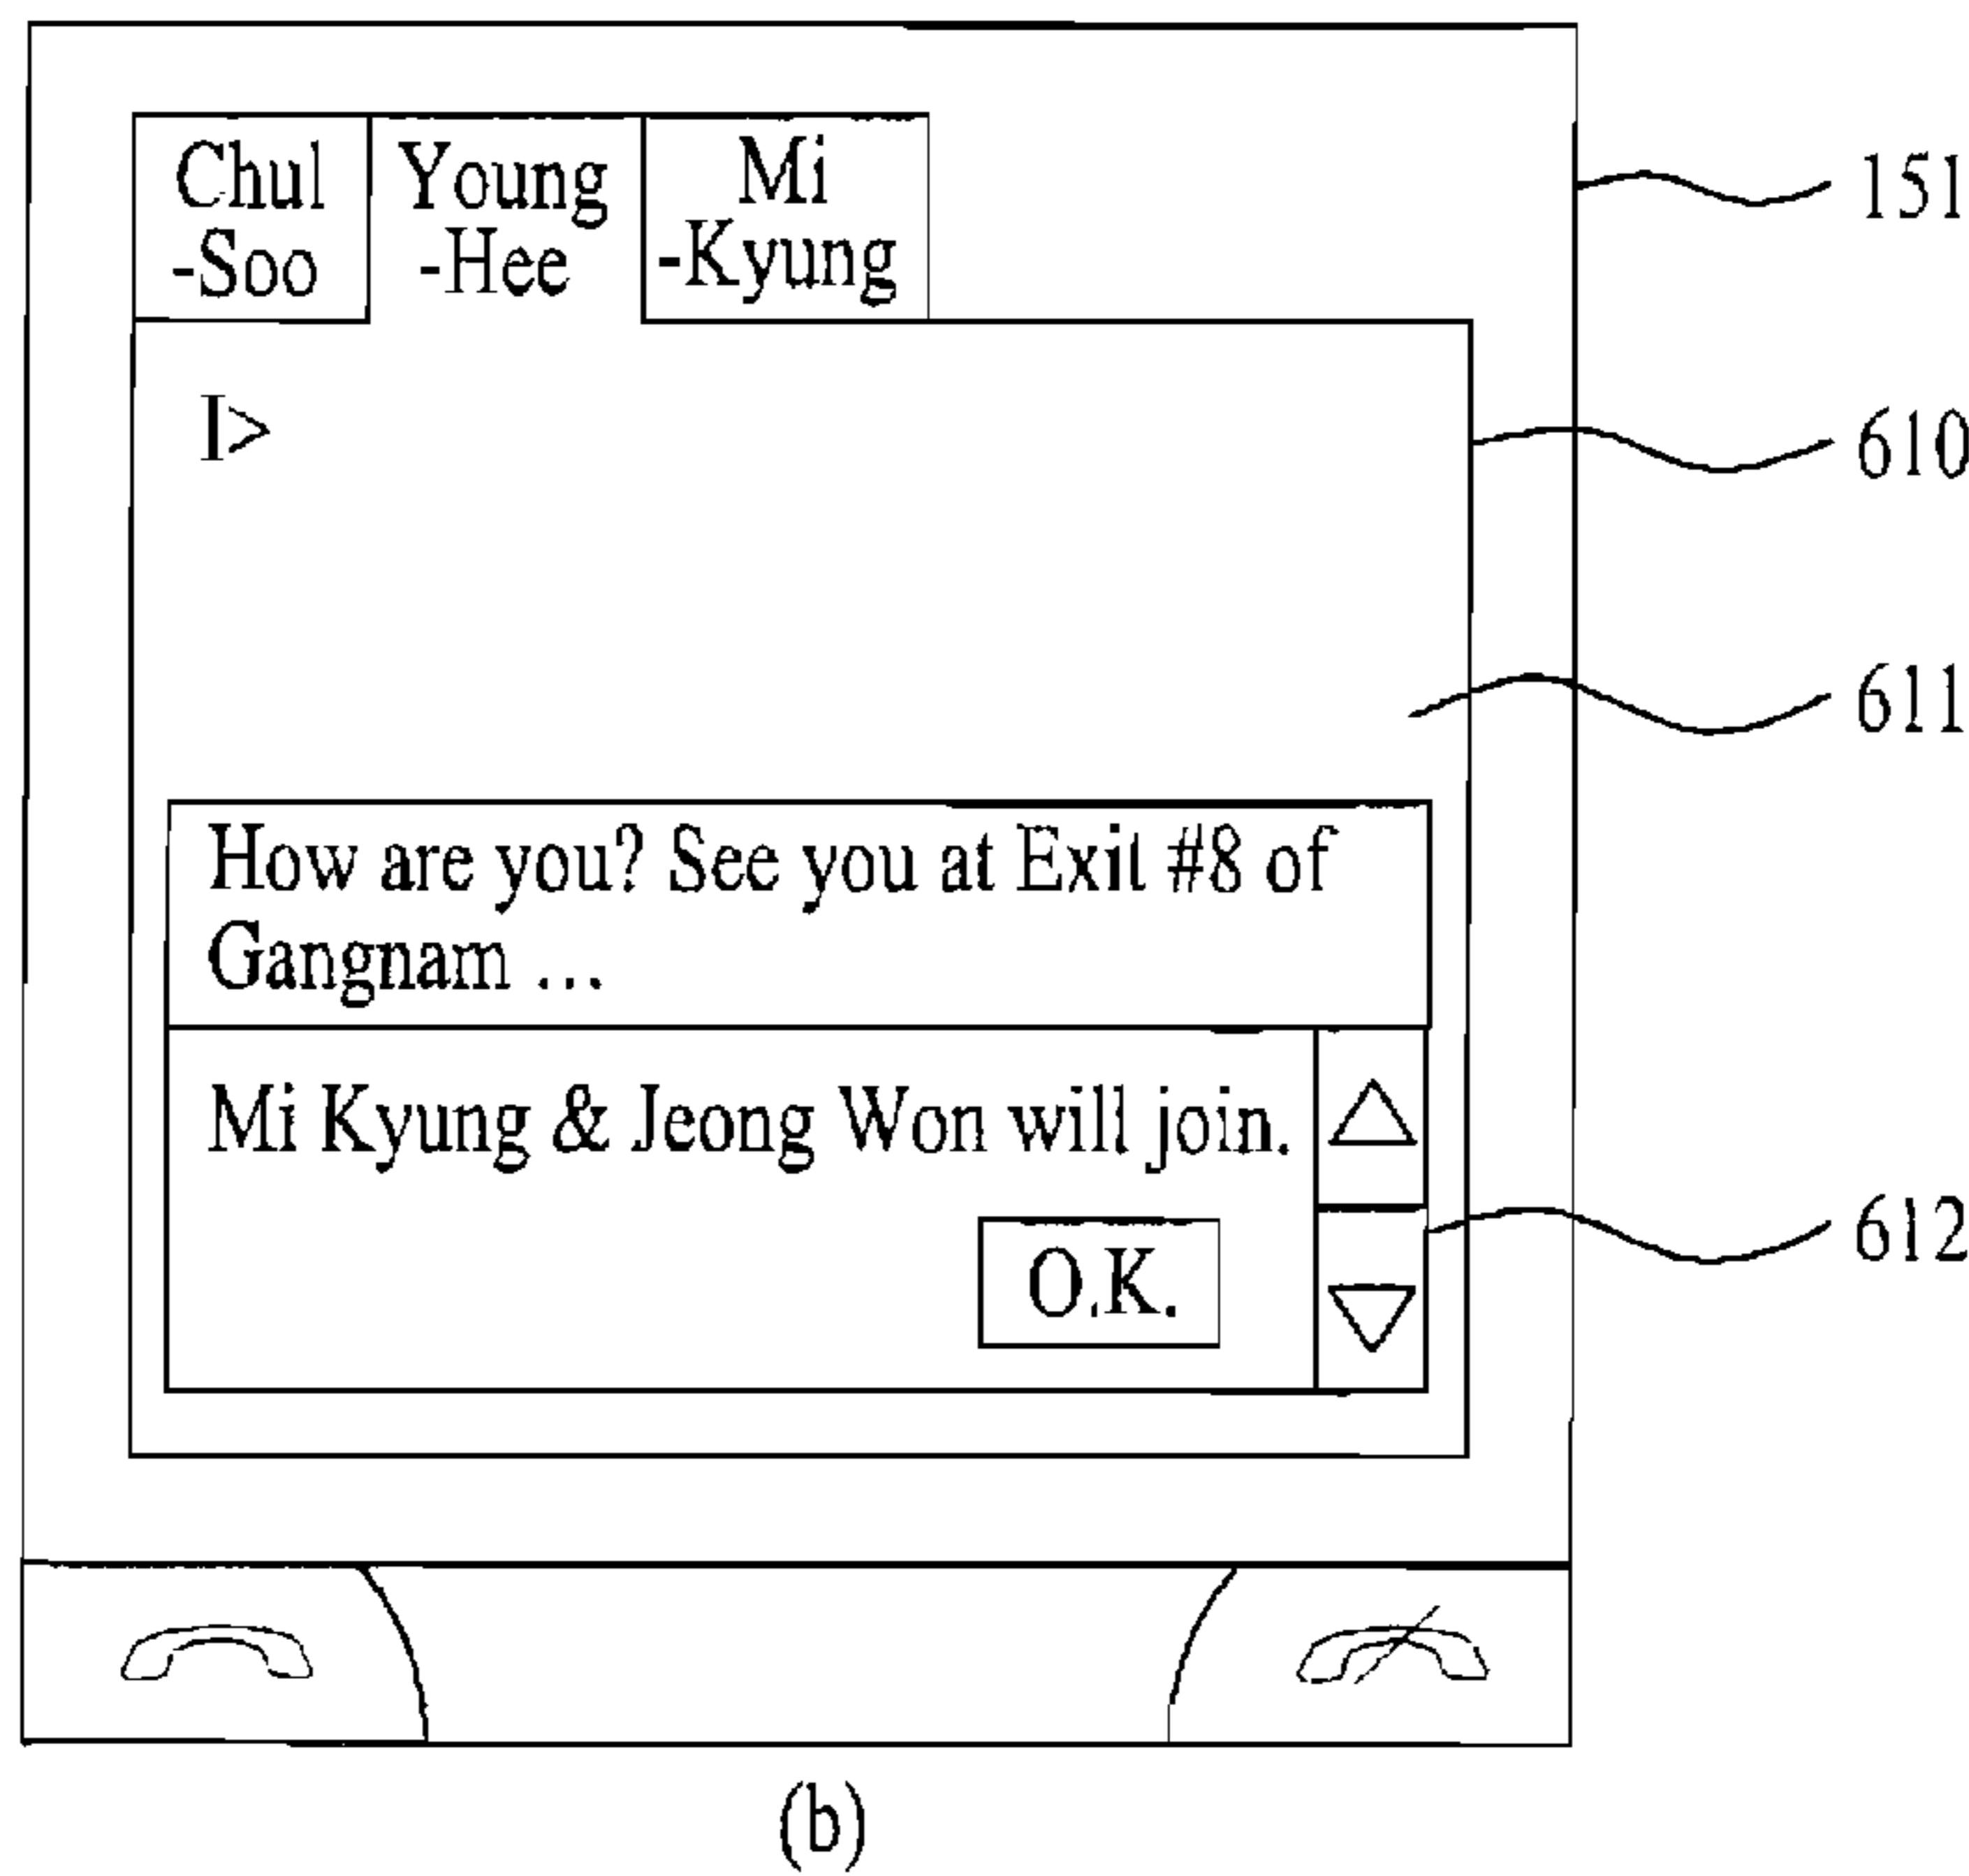 Chul
-Soo
Young
-Hee
Mi
-Kyung
151
I>
610
611
How are you? See you at Exit #8 of
Gangnam ...
Mi Kyung & Jeong Won will join.
O.K.
612
(b)